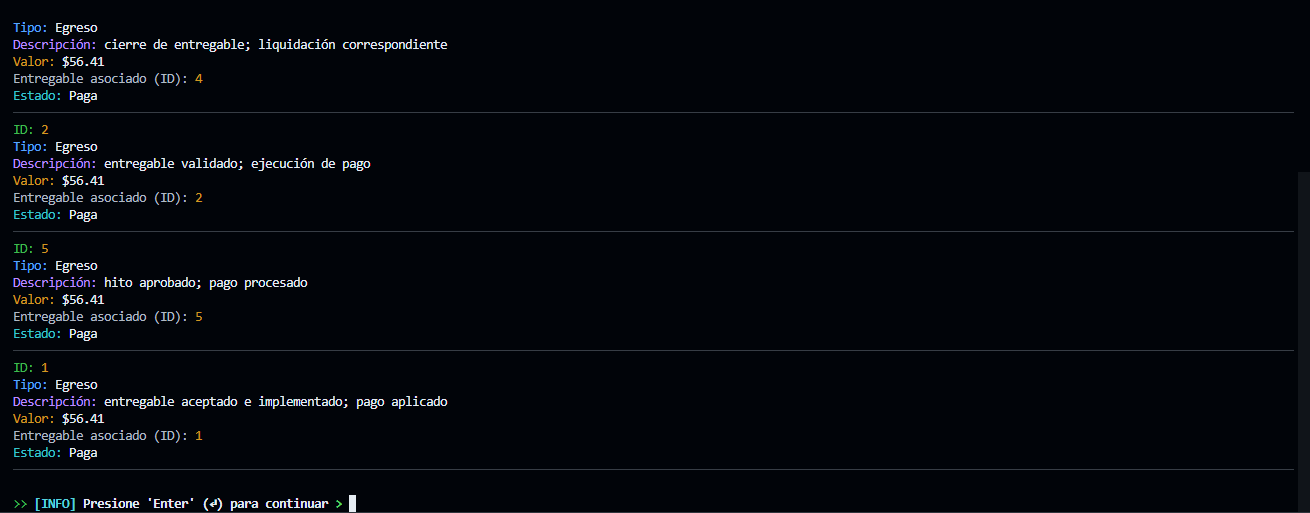 Tipo: Egreso
Descripción: cierre de entregable; liquidación correspondiente
Valor: $56.41
Entregable asociado (ID): 4
Estado: Paga
ID: 2
Tipo: Egreso
Descripción: entregable validado; ejecución de pago
Valor: $56.41
Entregable asociado (ID): 2
Estado: Paga
ID: 5
Tipo: Egreso
Descripción: hito aprobado; pago procesado
Valor: $56.41
Entregable asociado (ID): 5
Estado: Paga
ID: 1
Tipo: Egreso
Descripción: entregable aceptado e implementado; pago aplicado
Valor: $56.41
Entregable asociado (ID): 1
Estado: Paga
>> [INFO] Presione 'Enter' (⏎) para continuar >